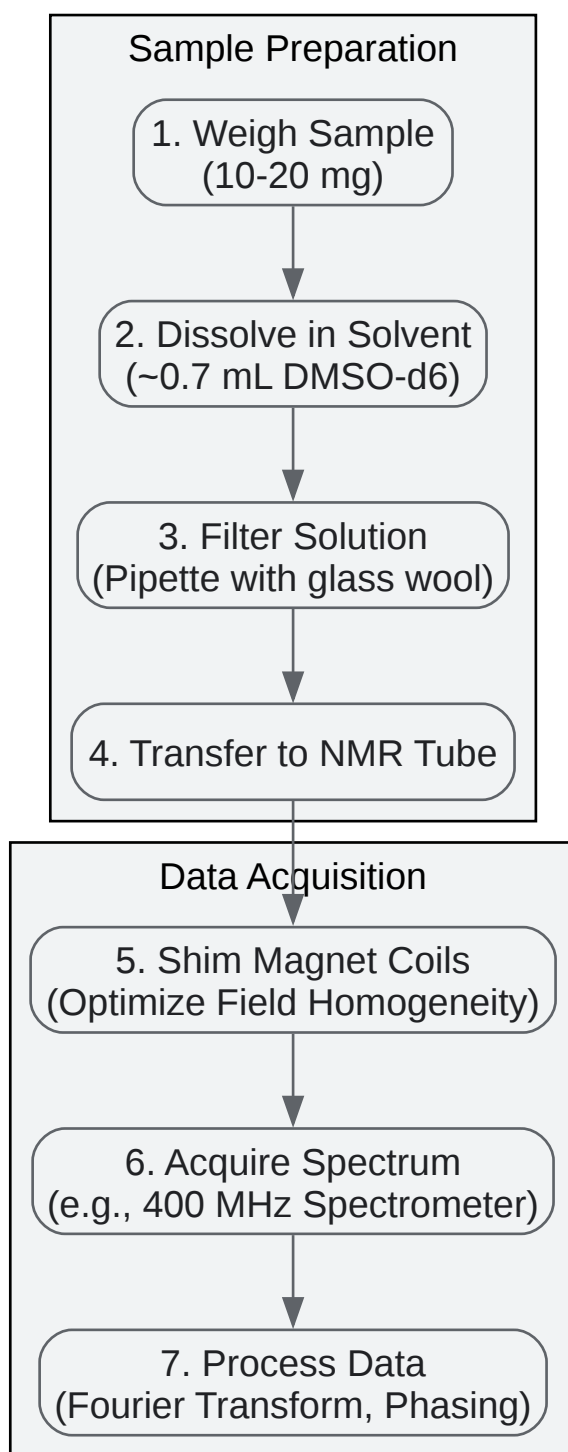 Sample Preparation
1. Weigh Sample
(10-20 mg)
2. Dissolve in Solvent
(~0.7 mL DMSO-d6)
3. Filter Solution
(Pipette with glass wool)
4. Transfer to NMR Tube
Data Acquisition
5. Shim Magnet Coils
(Optimize Field Homogeneity)
6. Acquire Spectrum
(e.g., 400 MHz Spectrometer)
7. Process Data
(Fourier Transform, Phasing)